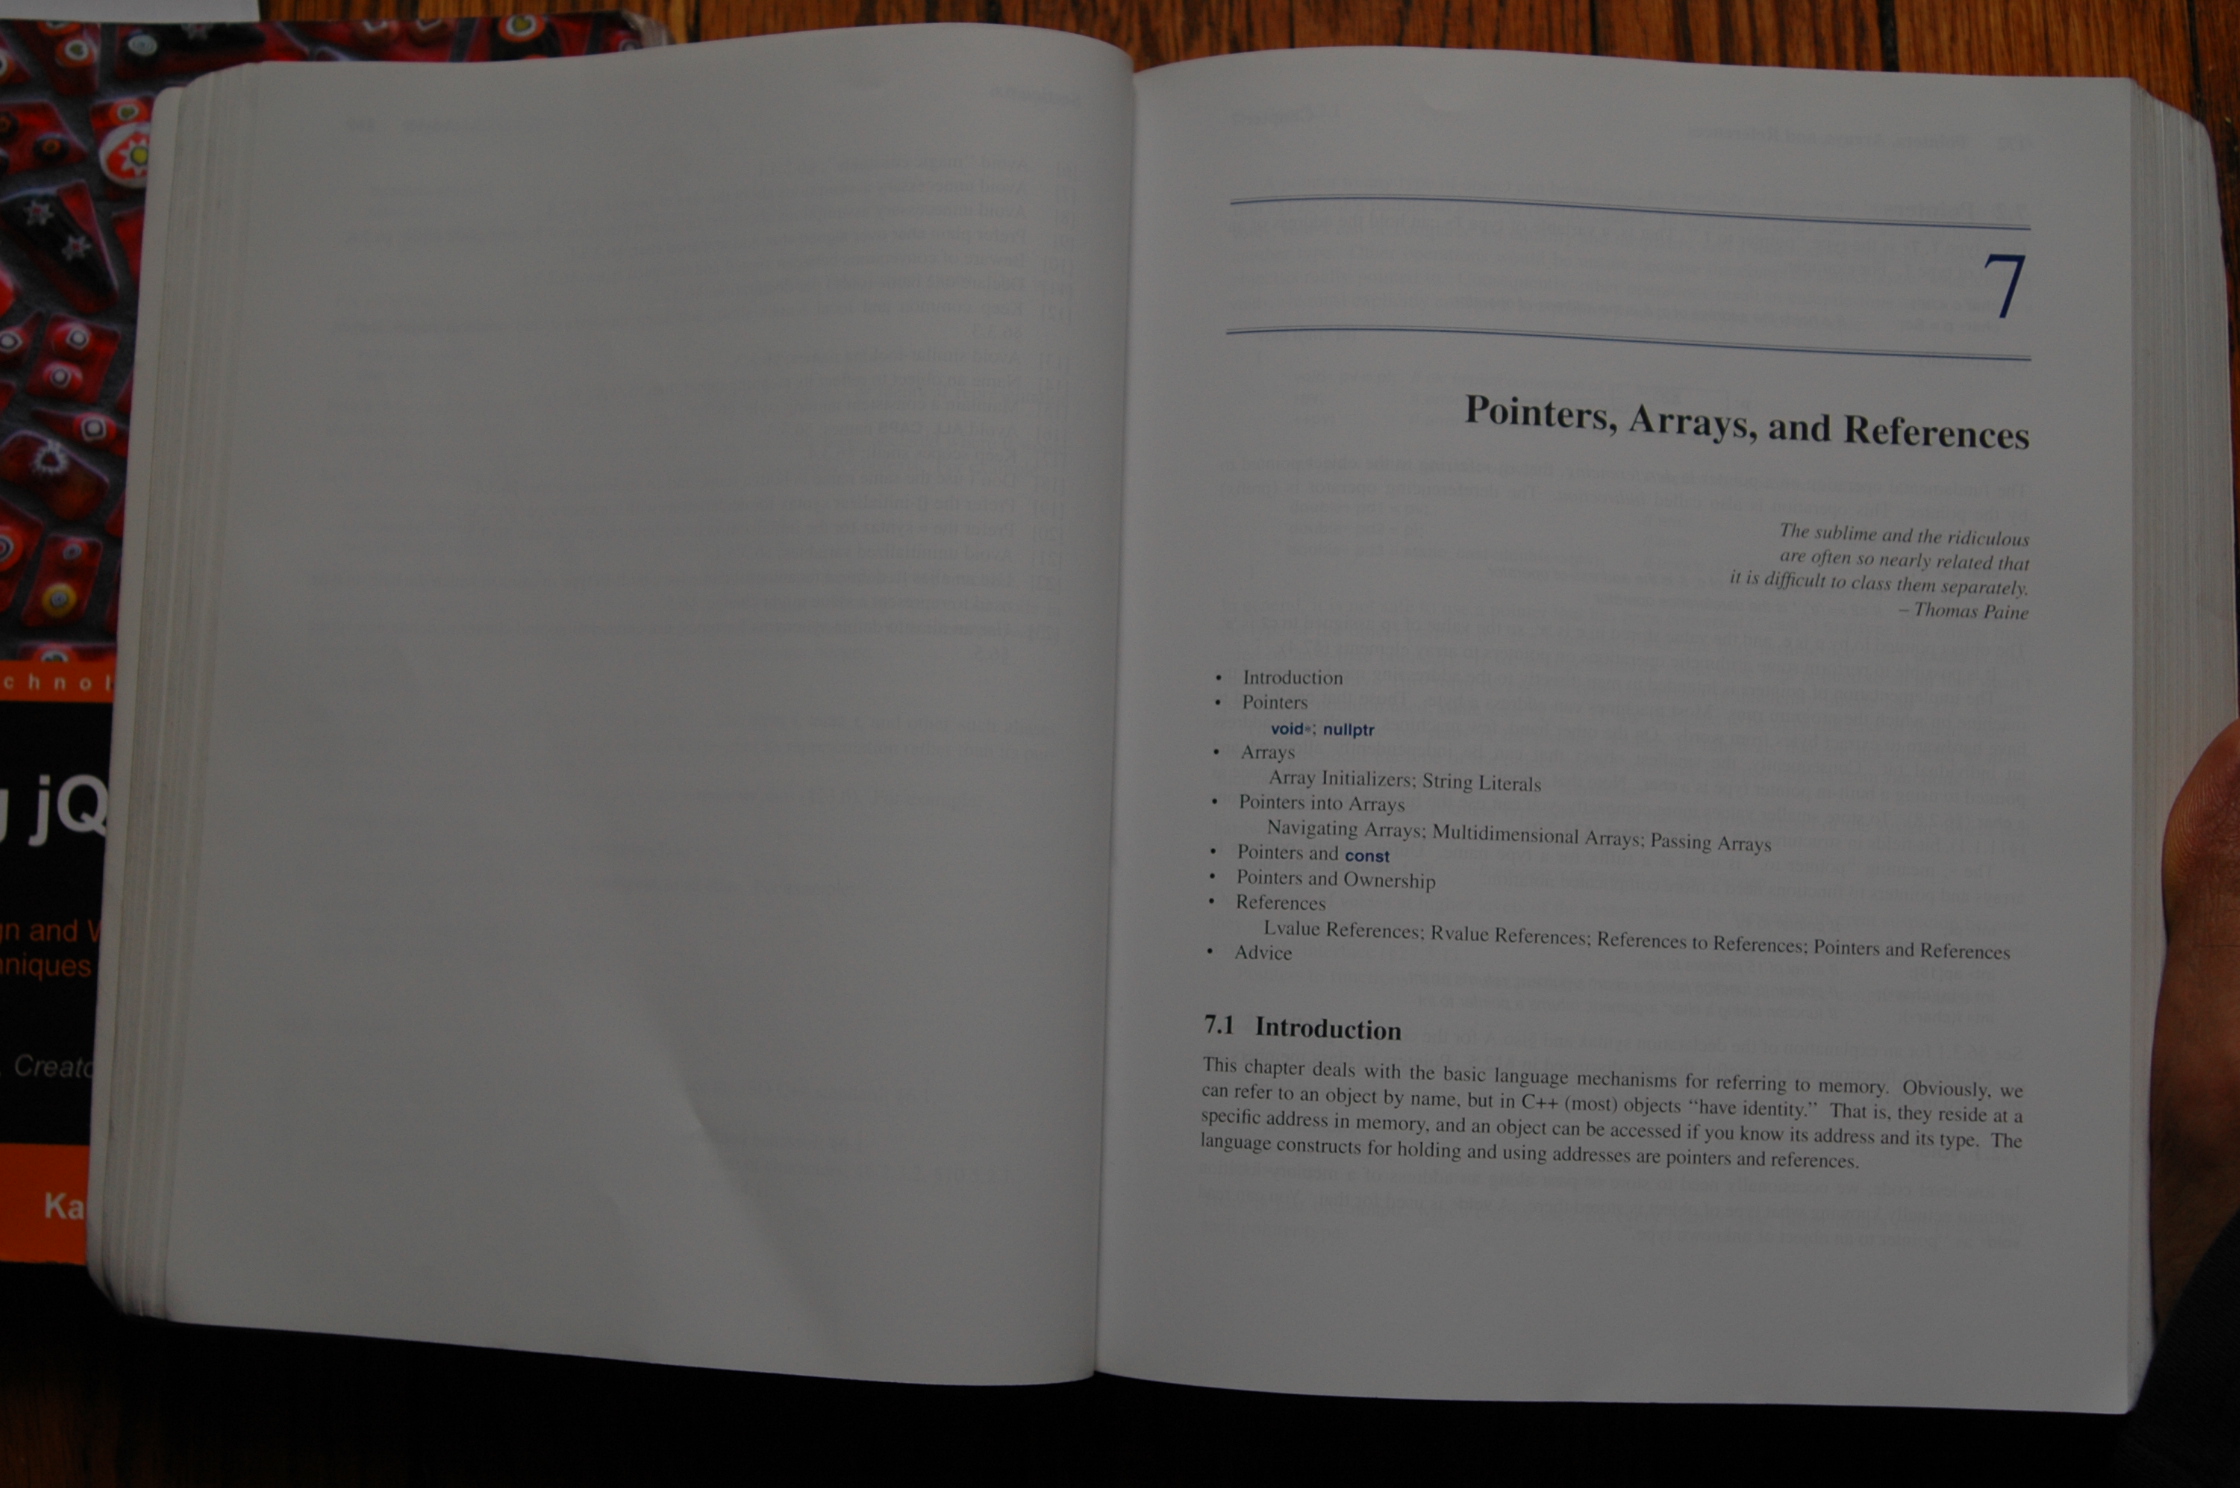 7
Pointers, Arrays, and References
The sublime and the ridiculous
are often so nearly related that
it is difficult to class them separately.
– Thomas Paine
• Introduction
• Pointers
void*; nullptr
• Arrays
Array Initializers; String Literals
• Pointers into Arrays
Navigating Arrays; Multidimensional Arrays; Passing Arrays
• Pointers and const
• Pointers and Ownership
• References
Lvalue References; Rvalue References; References to References; Pointers and References
• Advice
7.1 Introduction
This chapter deals with the basic language mechanisms for referring to memory. Obviously, we
can refer to an object by name, but in C++ (most) objects “have identity.” That is, they reside at a
specific address in memory, and an object can be accessed if you know its address and its type. The
language constructs for holding and using addresses are pointers and references.
chnol
jQ
n and
niques
Creato
Ka